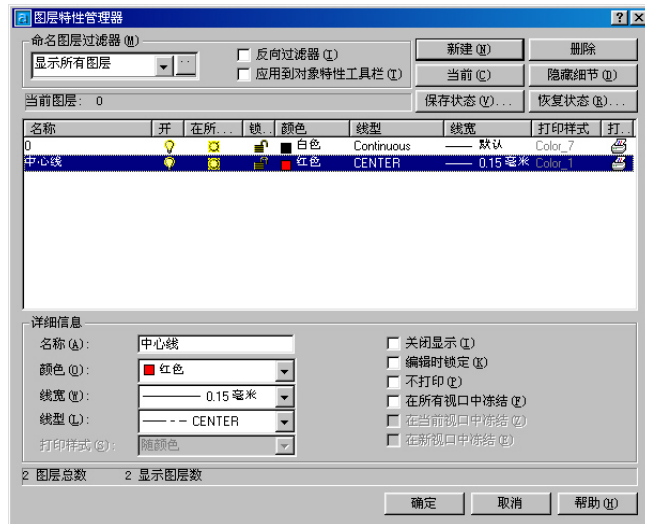 图层特性管理器
命名图层过滤器(M)
显示所有图层
...
反向过滤器(I)
应用到对象特性工具栏(T)
新建(N)
删除
当前(C)
隐藏细节(D)
当前图层: 0
保存状态(V)...
恢复状态(R)...
名称 开 在所... 锁.. 颜色 线型 线宽 打印样式 打..
0 白色 Continuous 默认 Color_7
中心线 红色 CENTER 0.15 毫米 Color_1
详细信息
名称(A): 中心线
颜色(O): 红色
线宽(W): 0.15 毫米
线型(L): CENTER
打印样式(S): 随颜色
关闭显示(I)
编辑时锁定(K)
不打印(P)
在所有视口中冻结(F)
在当前视口中冻结(Z)
在新视口中冻结(E)
2 图层总数 2 显示图层数
确定
取消
帮助(H)